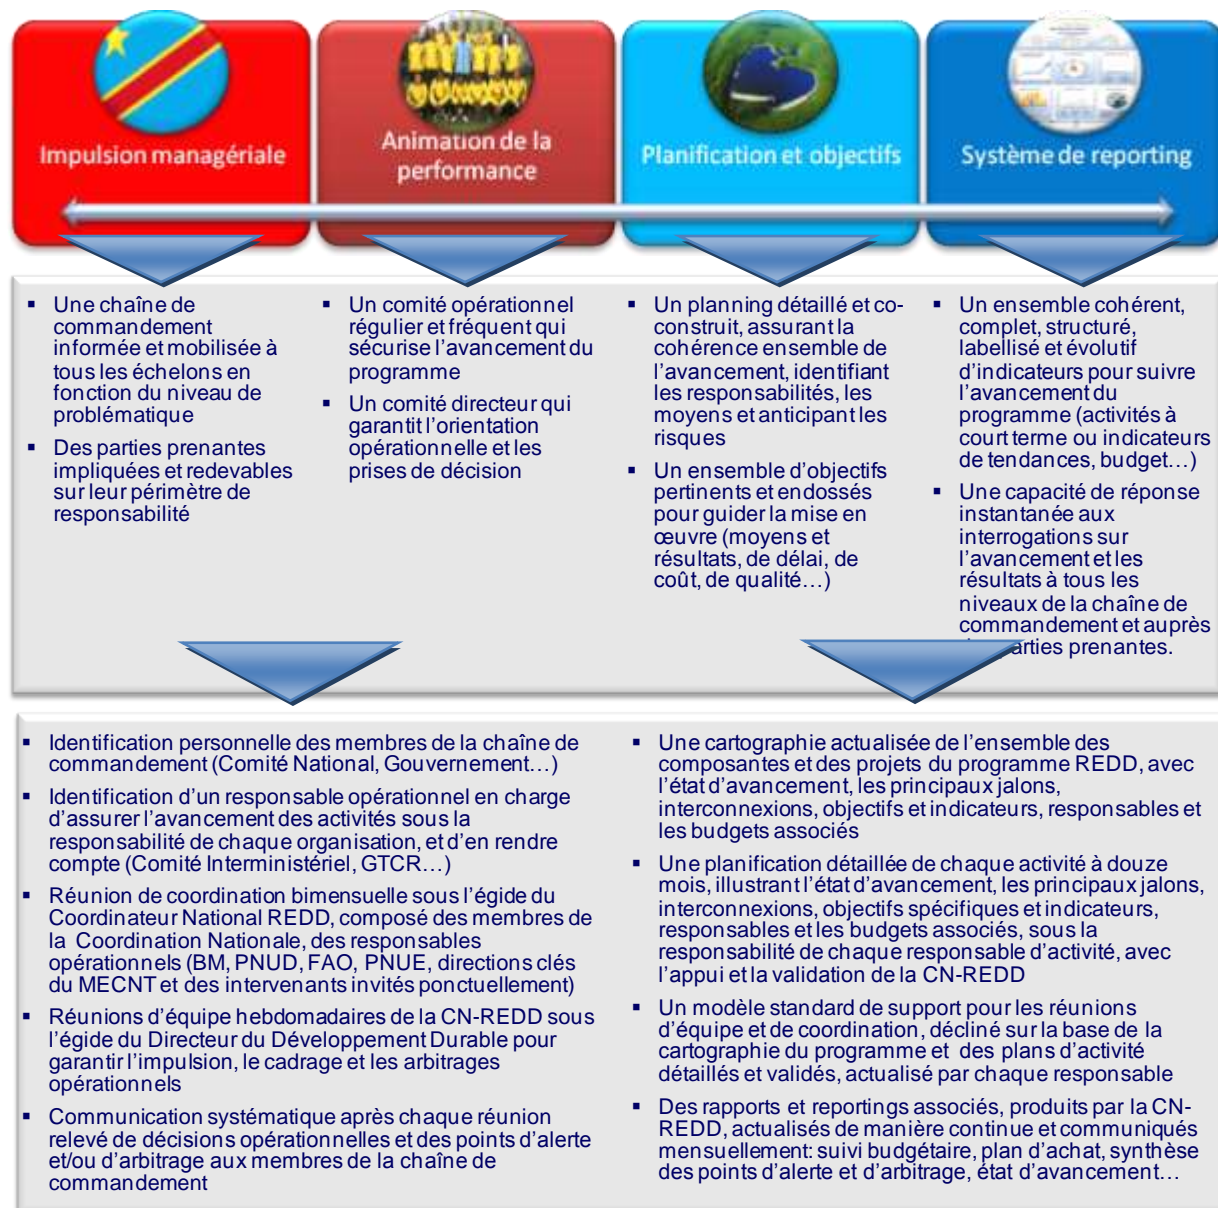 Impulsion managériale
Animation de la
performance
Planification et objectifs
Système de reporting
▪ Une chaîne de
commandement
informée et mobilisée à
tous les échelons en
fonction du niveau de
problématique
▪ Des parties prenantes
impliquées et redevables
sur leur périmètre de
responsabilité
▪ Un comité opérationnel
régulier et fréquent qui
sécurise l’avancement du
programme
▪ Un comité directeur qui
garantit l’orientation
opérationnelle et les
prises de décision
▪ Un planning détaillé et co-
construit, assurant la
cohérence ensemble de
l’avancement, identifiant
les responsabilités, les
moyens et anticipant les
risques
▪ Un ensemble d’objectifs
pertinents et endossés
pour guider la mise en
œuvre (moyens et
résultats, de délai, de
coût, de qualité…)
▪ Un ensemble cohérent,
complet, structuré,
labellisé et évolutif
d’indicateurs pour suivre
l’avancement du
programme (activités à
court terme ou indicateurs
de tendances, budget…)
▪ Une capacité de réponse
instantanée aux
interrogations sur
l’avancement et les
résultats à tous les
niveaux de la chaîne de
commandement et auprès
parties prenantes.
▪ Identification personnelle des membres de la chaîne de
commandement (Comité National, Gouvernement…)
▪ Identification d’un responsable opérationnel en charge
d’assurer l’avancement des activités sous la
responsabilité de chaque organisation, et d’en rendre
compte (Comité Interministériel, GTCR…)
▪ Réunion de coordination bimensuelle sous l’égide du
Coordinateur National REDD, composé des membres de
la Coordination Nationale, des responsables
opérationnels (BM, PNUD, FAO, PNUE, directions clés
du MECNT et des intervenants invités ponctuellement)
▪ Réunions d’équipe hebdomadaires de la CN-REDD sous
l’égide du Directeur du Développement Durable pour
garantir l’impulsion, le cadrage et les arbitrages
opérationnels
▪ Communication systématique après chaque réunion
relevé de décisions opérationnelles et des points d’alerte
et/ou d’arbitrage aux membres de la chaîne de
commandement
▪ Une cartographie actualisée de l’ensemble des
composantes et des projets du programme REDD, avec
l’état d’avancement, les principaux jalons,
interconnexions, objectifs et indicateurs, responsables et
les budgets associés
▪ Une planification détaillée de chaque activité à douze
mois, illustrant l’état d’avancement, les principaux jalons,
interconnexions, objectifs spécifiques et indicateurs,
responsables et les budgets associés, sous la
responsabilité de chaque responsable d’activité, avec
l’appui et la validation de la CN-REDD
▪ Un modèle standard de support pour les réunions
d’équipe et de coordination, décliné sur la base de la
cartographie du programme et des plans d’activité
détaillés et validés, actualisé par chaque responsable
▪ Des rapports et reportings associés, produits par la CN-
REDD, actualisés de manière continue et communiqués
mensuellement: suivi budgétaire, plan d’achat, synthèse
des points d’alerte et d’arbitrage, état d’avancement…